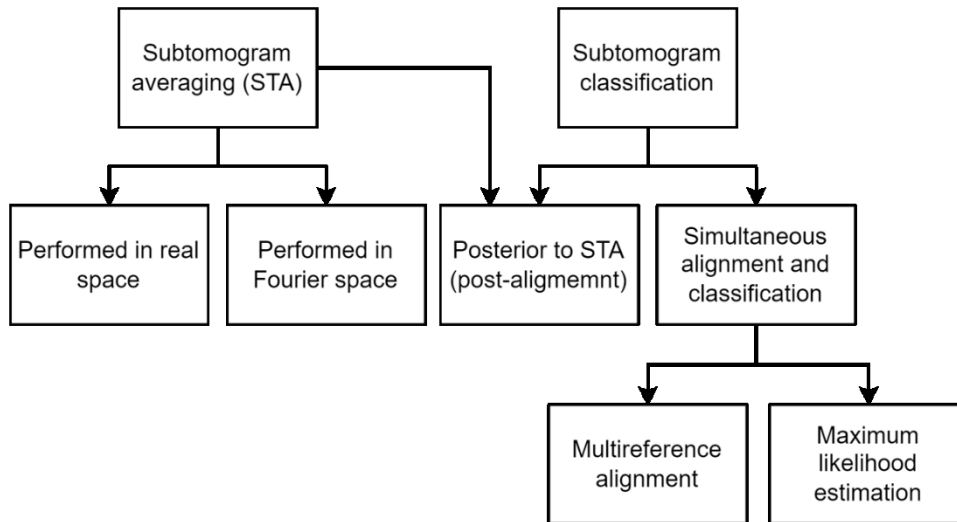 Subtomogram
averaging (STA)
Subtomogram
classification
Performed in real
space
Performed in
Fourier space
Posterior to STA
(post-aligmemnt)
Simultaneous
alignment and
classification
Multireference
alignment
Maximum
likelihood
estimation